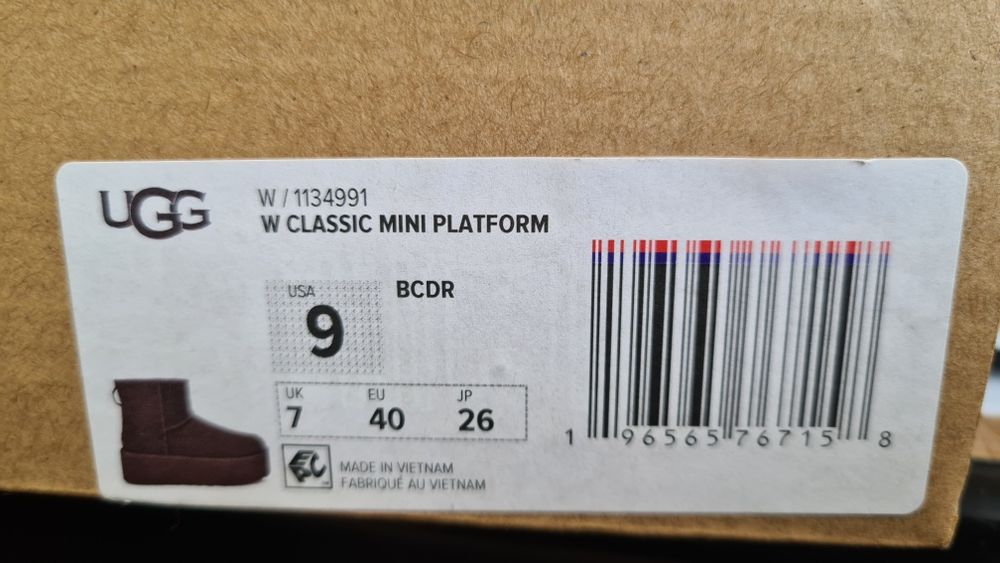 UGG
W / 1134991
W CLASSIC MINI PLATFORM
USA
9
BCDR
UK
7
EU
40
JP
26
MADE IN VIETNAM
FABRIQUÉ AU VIETNAM
1 96565 76715 8